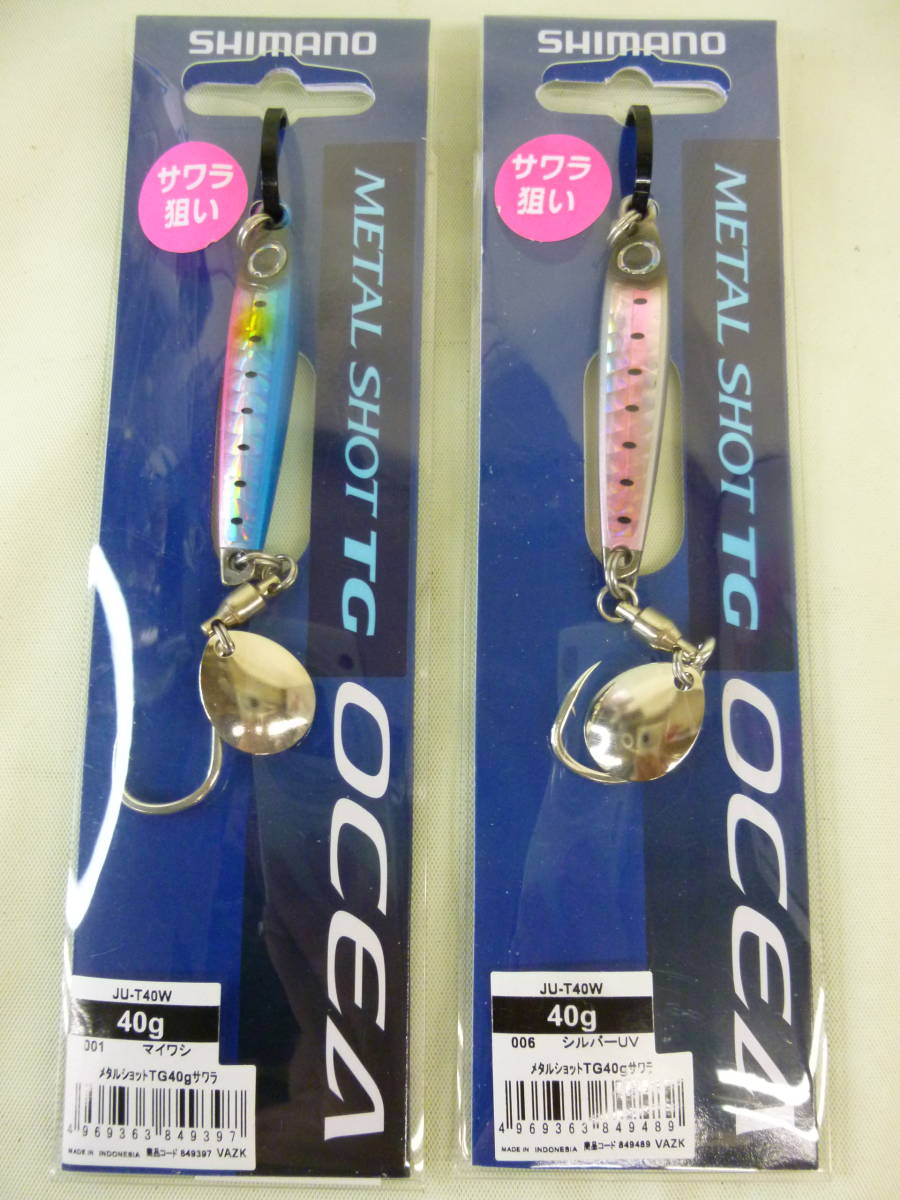 SHIMANO
サワラ
狙い
METAL SHOT TG
OCEA
JU-T40W
40g
001 マイワシ
メタルショットTG40gサワラ
4 969363 849397
MADE IN INDONESIA 商品コード 849397 VAZK
SHIMANO
サワラ
狙い
METAL SHOT TG
OCEA
JU-T40W
40g
006 シルバーUV
メタルショットTG40gサワラ
4 969363 849489
MADE IN INDONESIA 商品コード 849489 VAZK